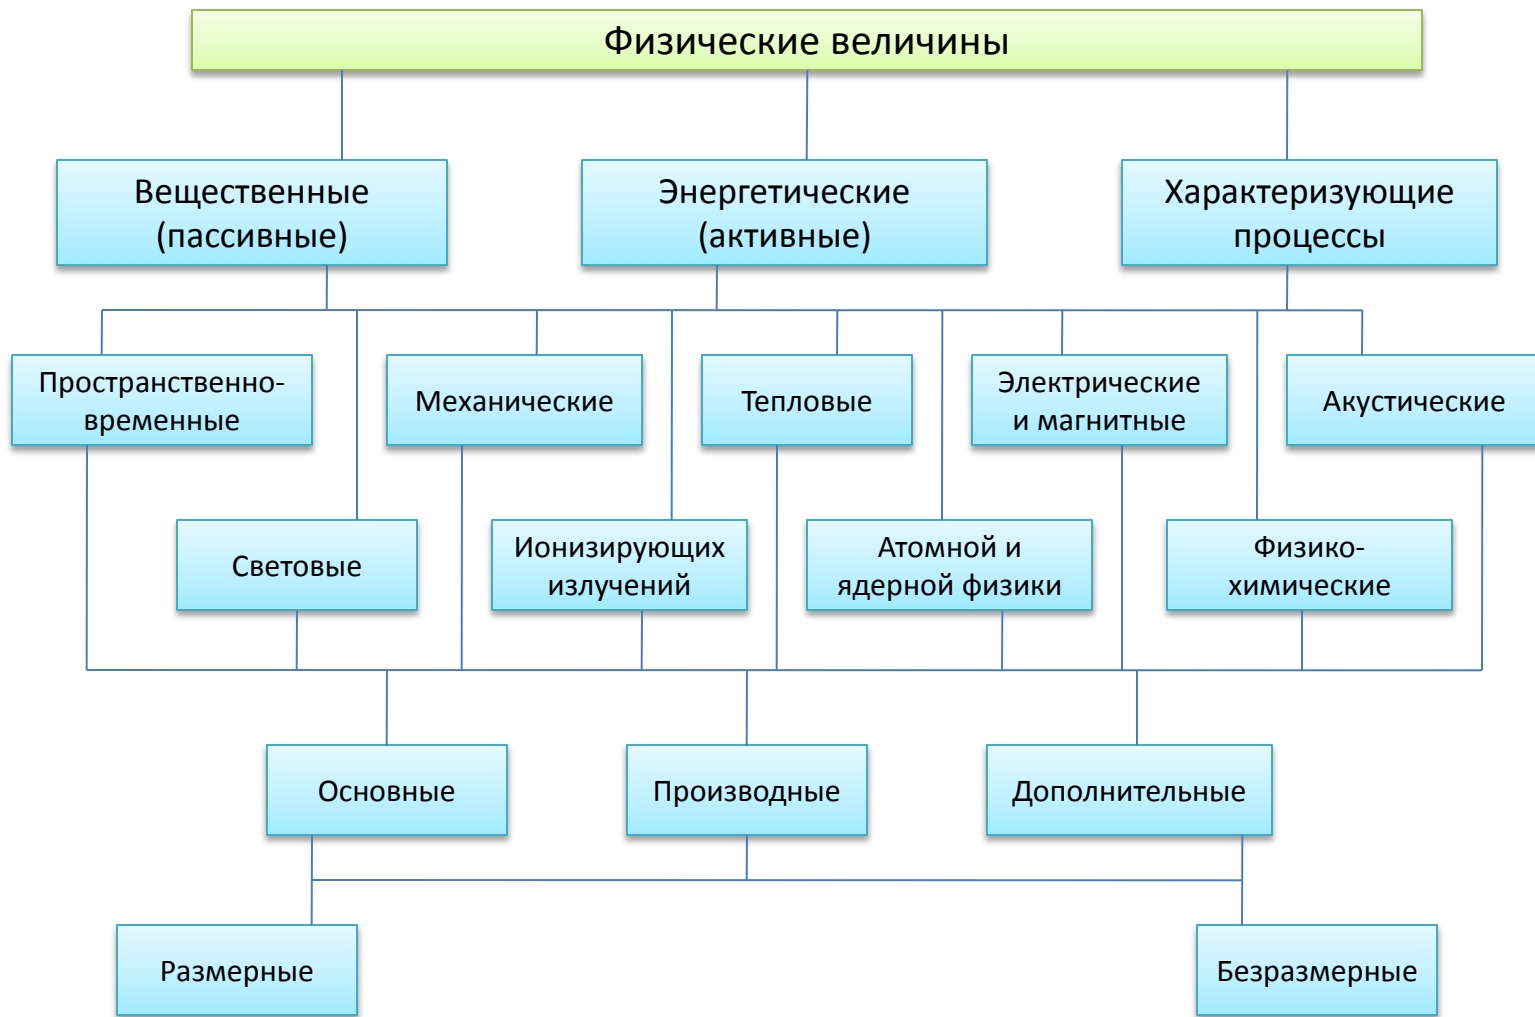 Физические величины
Вещественные
(пассивные)
Энергетические
(активные)
Характеризующие
процессы
Пространственно-
временные
Механические
Тепловые
Электрические
и магнитные
Акустические
Световые
Ионизирующих
излучений
Атомной и
ядерной физики
Физико-
химические
Основные
Производные
Дополнительные
Размерные
Безразмерные